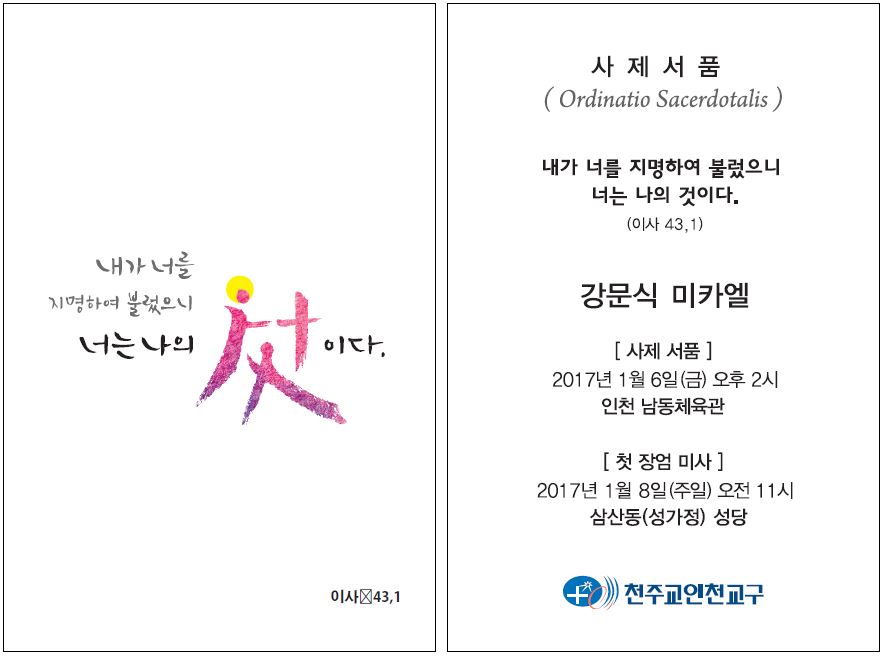 내가 너를
지명하여 불렀으니
너는 나의 것이다.
이사 43,1
사 제 서 품
( Ordinatio Sacerdotalis )
내가 너를 지명하여 불렀으니
너는 나의 것이다.
(이사 43,1)
강문식 미카엘
[ 사제 서품 ]
2017년 1월 6일(금) 오후 2시
인천 남동체육관
[ 첫 장엄 미사 ]
2017년 1월 8일(주일) 오전 11시
삼산동(성가정) 성당
천주교인천교구